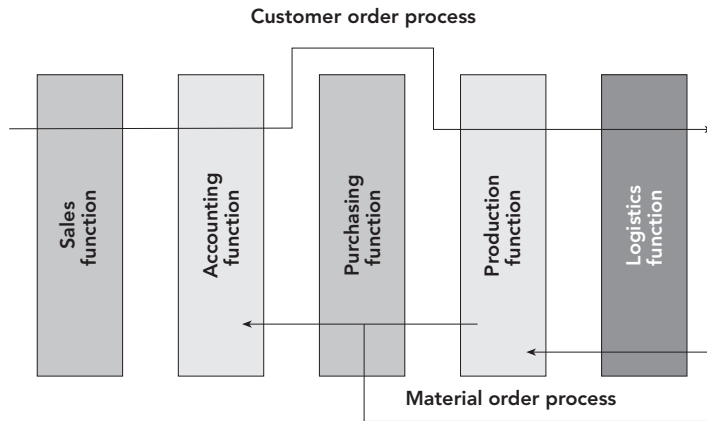 Customer order process
Sales
function
Accounting
function
Purchasing
function
Production
function
Logistics
function
Material order process